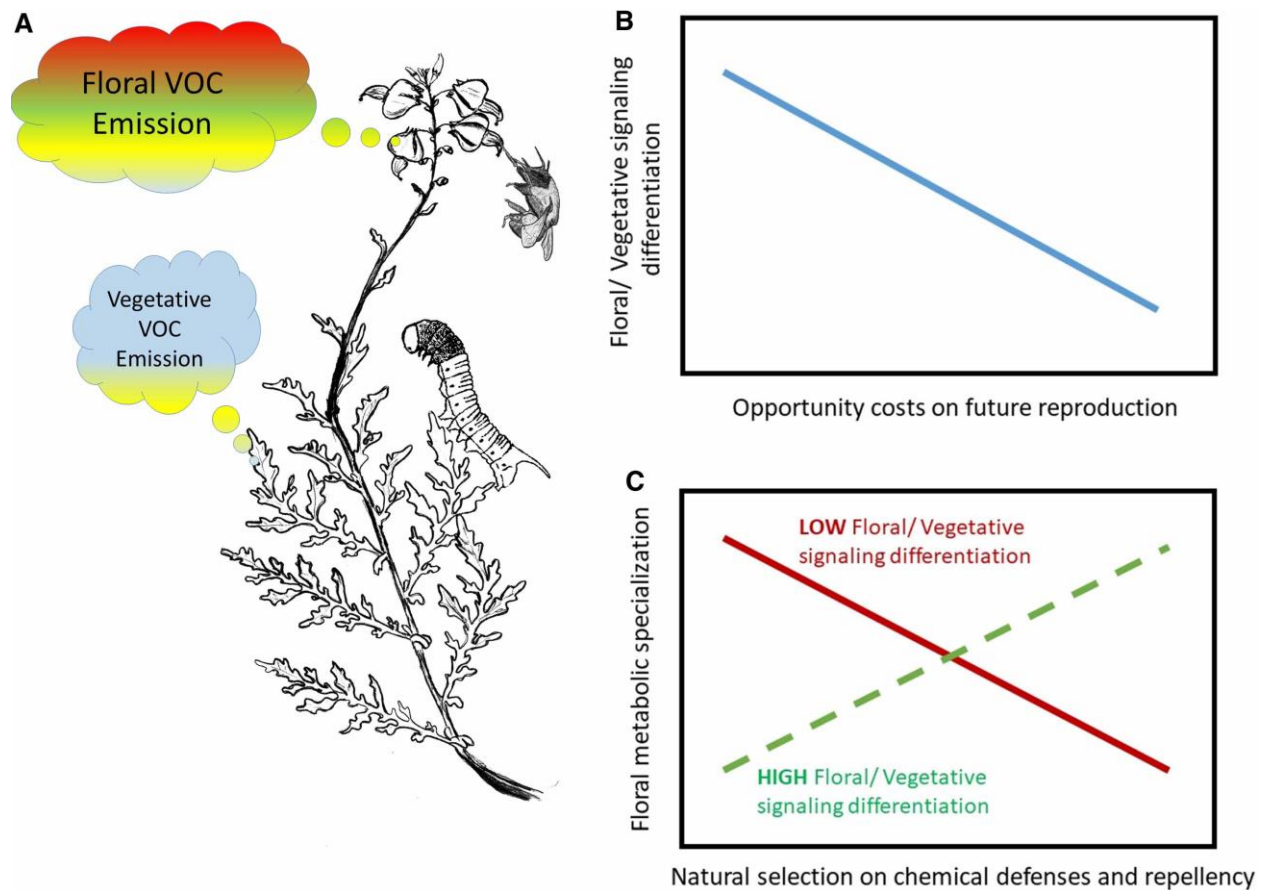 A
Floral VOC
Emission
Vegetative
VOC
Emission
B
Floral/ Vegetative signaling
differentiation
Opportunity costs on future reproduction
C
Floral metabolic specialization
LOW Floral/ Vegetative
signaling differentiation
HIGH Floral/ Vegetative
signaling differentiation
Natural selection on chemical defenses and repellency